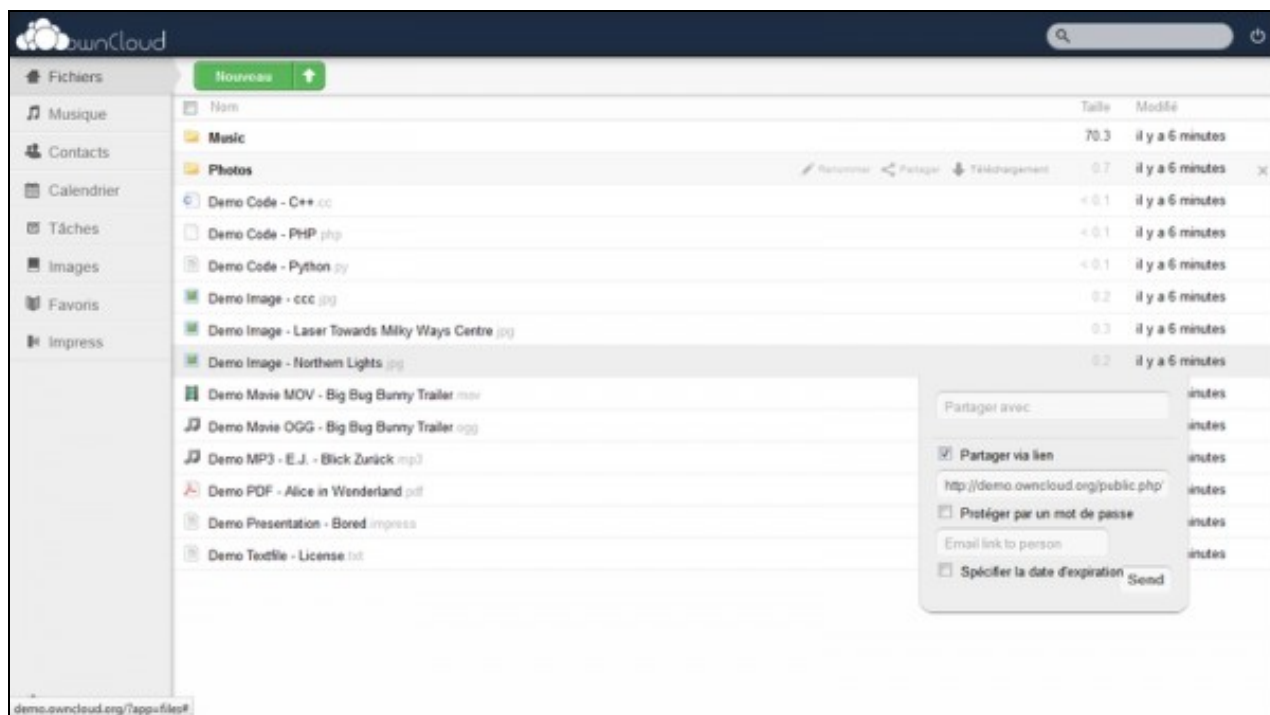 ownCloud
Fichiers
Musique
Contacts
Calendrier
Tâches
Images
Favoris
Impress
Nouveau
Nom Taille Modifié
Music 70.3 il y a 6 minutes
Photos Renommer Partager Téléchargement 0.7 il y a 6 minutes
Demo Code - C++.cc < 0.1 il y a 6 minutes
Demo Code - PHP.php < 0.1 il y a 6 minutes
Demo Code - Python.py < 0.1 il y a 6 minutes
Demo Image - ccc.jpg 0.2 il y a 6 minutes
Demo Image - Laser Towards Milky Ways Centre.jpg 0.3 il y a 6 minutes
Demo Image - Northern Lights.jpg 0.2 il y a 6 minutes
Demo Movie MOV - Big Bug Bunny Trailer.mov inutes
Demo Movie OGG - Big Bug Bunny Trailer.ogg inutes
Demo MP3 - E.J. - Blick Zurück.mp3 inutes
Demo PDF - Alice in Wonderland.pdf inutes
Demo Presentation - Bored.impress inutes
Demo Textfile - License.txt inutes
Partager avec
Partager via lien
http://demo.owncloud.org/public.php?
Protéger par un mot de passe
Email link to person
Spécifier la date d'expiration
Send
demo.owncloud.org/?app=files#